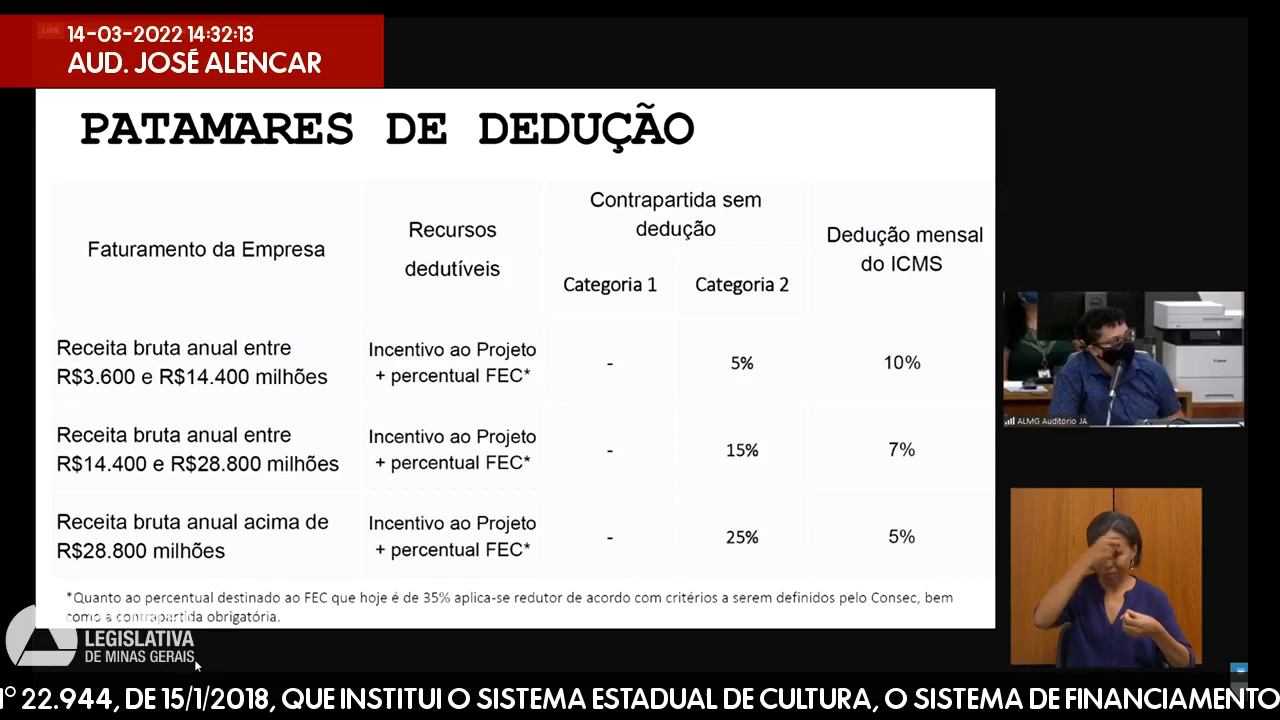 LIVE
14-03-2022 14:32:13
AUD. JOSÉ ALENCAR
PATAMARES DE DEDUÇÃO
Faturamento da Empresa
Recursos
dedutíveis
Contrapartida sem
dedução
Categoria 1
Categoria 2
Dedução mensal
do ICMS
Receita bruta anual entre
R$3.600 e R$14.400 milhões
Incentivo ao Projeto
+ percentual FEC*
-
5%
10%
Receita bruta anual entre
R$14.400 e R$28.800 milhões
Incentivo ao Projeto
+ percentual FEC*
-
15%
7%
Receita bruta anual acima de
R$28.800 milhões
Incentivo ao Projeto
+ percentual FEC*
-
25%
5%
*Quanto ao percentual destinado ao FEC que hoje é de 35% aplica-se redutor de acordo com critérios a serem definidos pelo Consec, bem
como a contrapartida obrigatória.
Canon
ALMG Auditório JA
LEGISLATIVA
DE MINAS GERAIS
Nº 22.944, DE 15/1/2018, QUE INSTITUI O SISTEMA ESTADUAL DE CULTURA, O SISTEMA DE FINANCIAMENTO